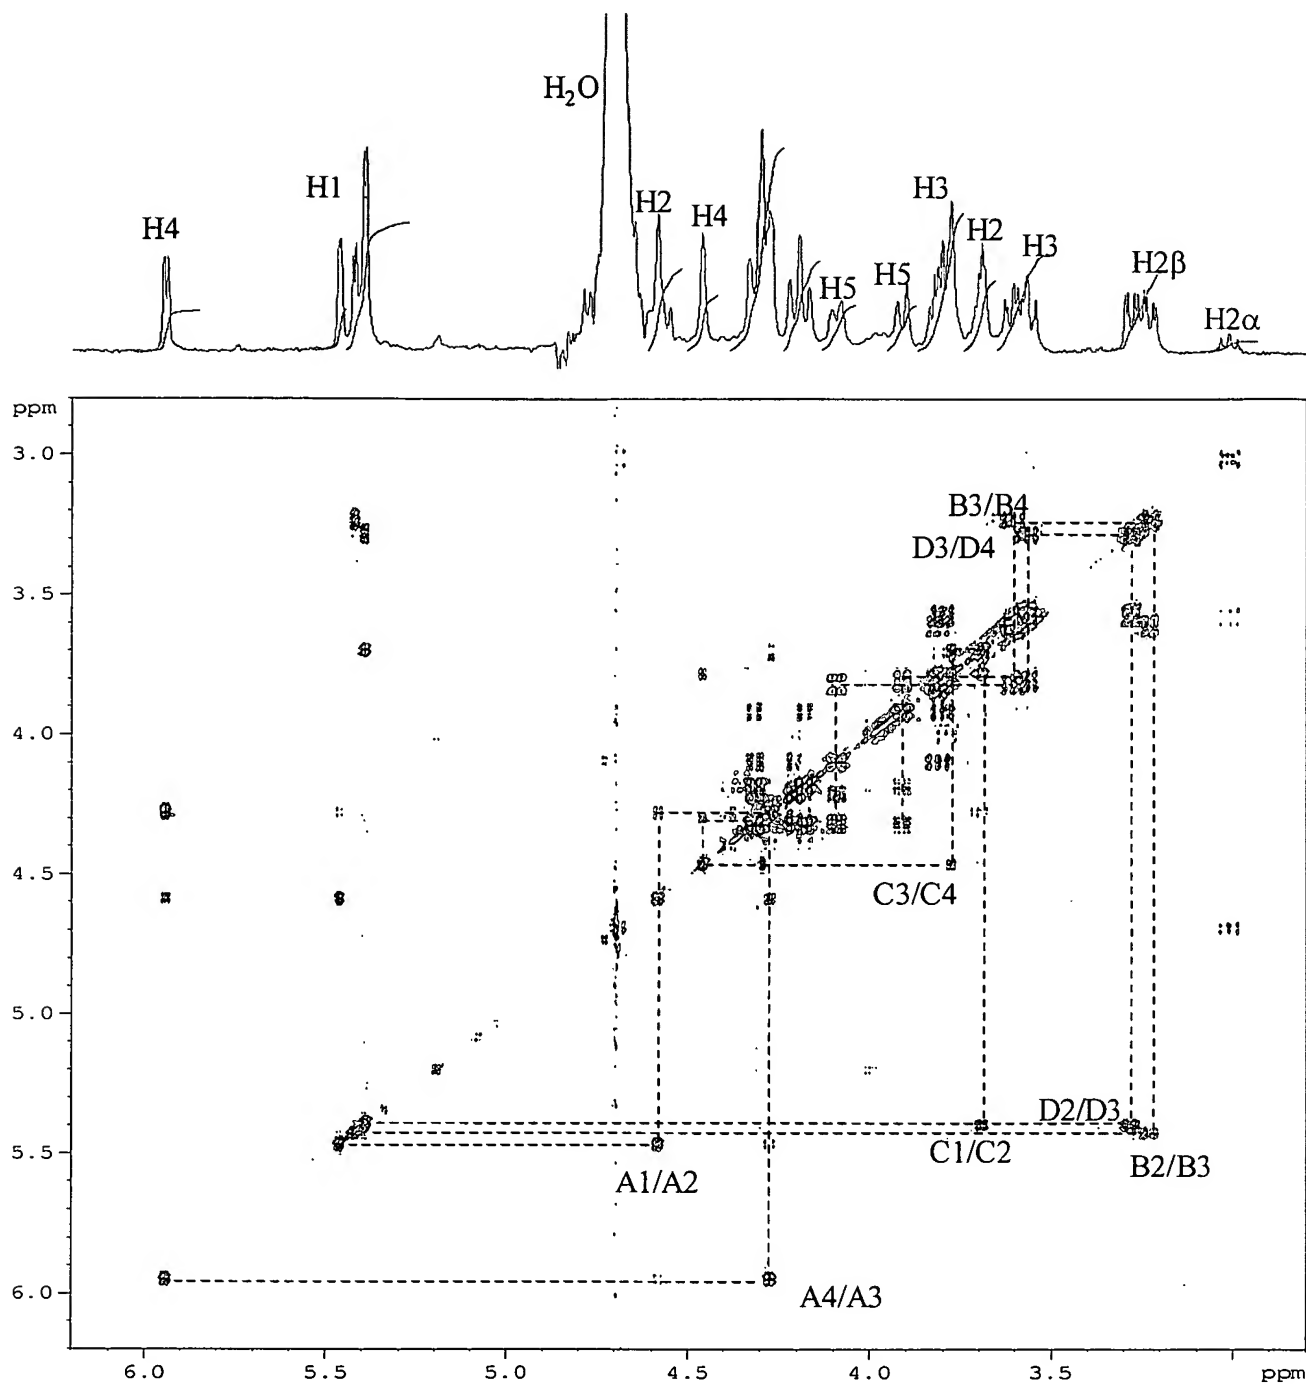 H₂O
H1
H3
H4
H2
H4
H2
H3
H5
H5
H2β
H2α
ppm
3.0
B3/B4
D3/D4
3.5
4.0
4.5
C3/C4
5.0
D2/D3
5.5
C1/C2
B2/B3
A1/A2
6.0
A4/A3
6.0 5.5 5.0 4.5 4.0 3.5 ppm